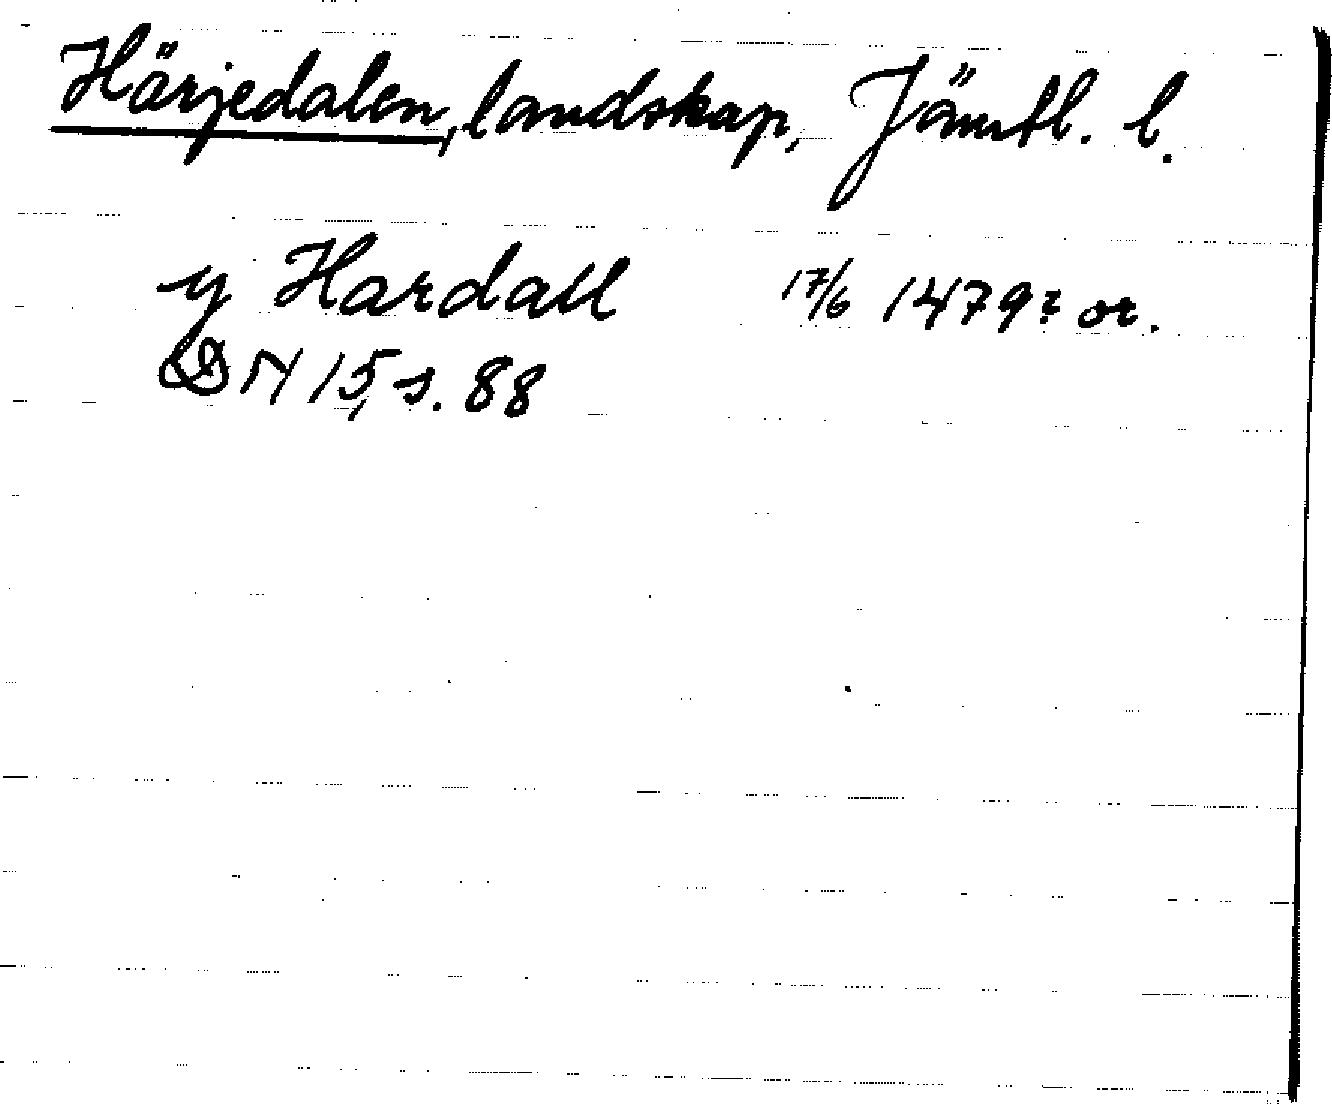 Härjedalen, landskap, Jämtl. l.
y Hardall 17/6 1479? or.
DN 15, s. 88